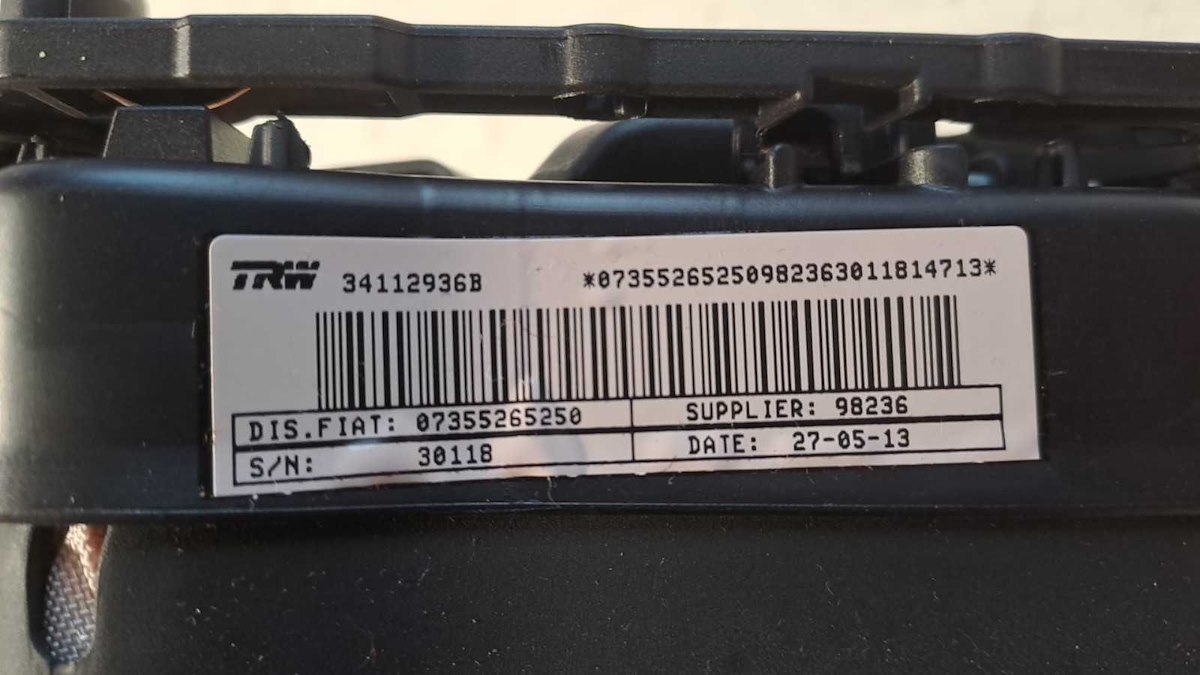 TRW 34112936B *07355265250982363011814713*
DIS.FIAT: 07355265250 SUPPLIER: 98236
S/N: 30118 DATE: 27-05-13